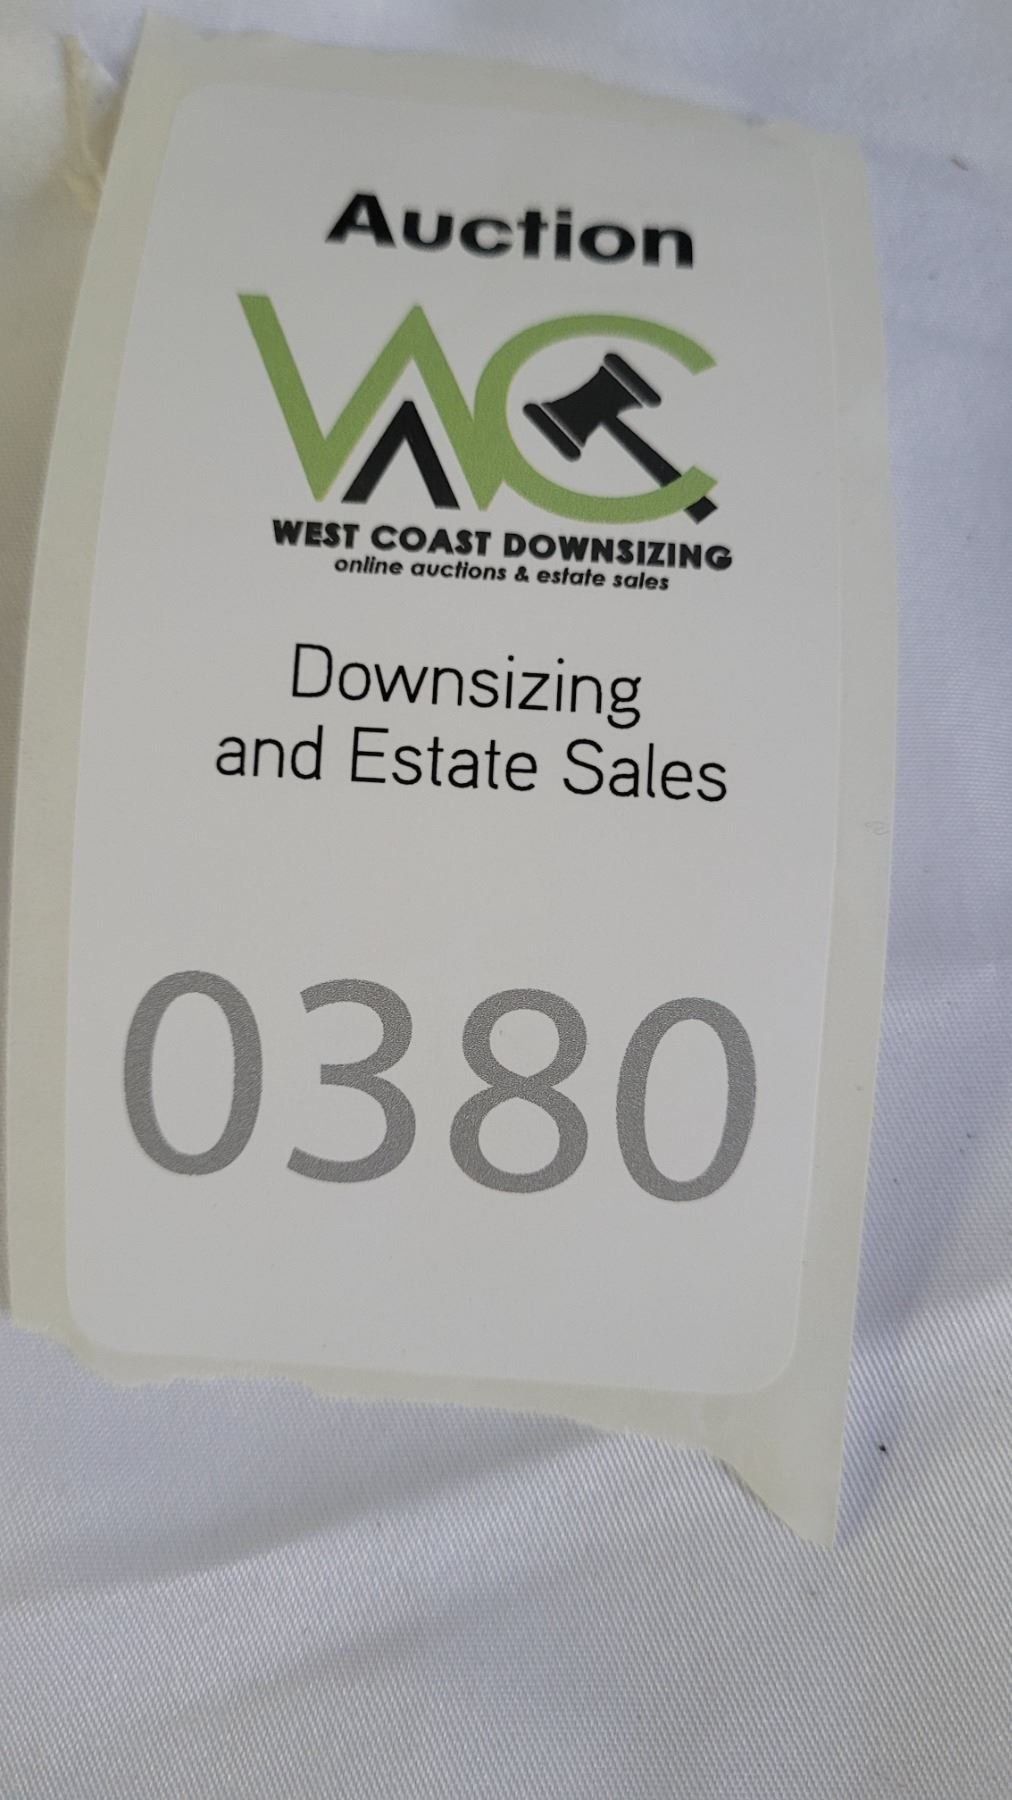 Auction
WC
WEST COAST DOWNSIZING
online auctions & estate sales
Downsizing
and Estate Sales
0380